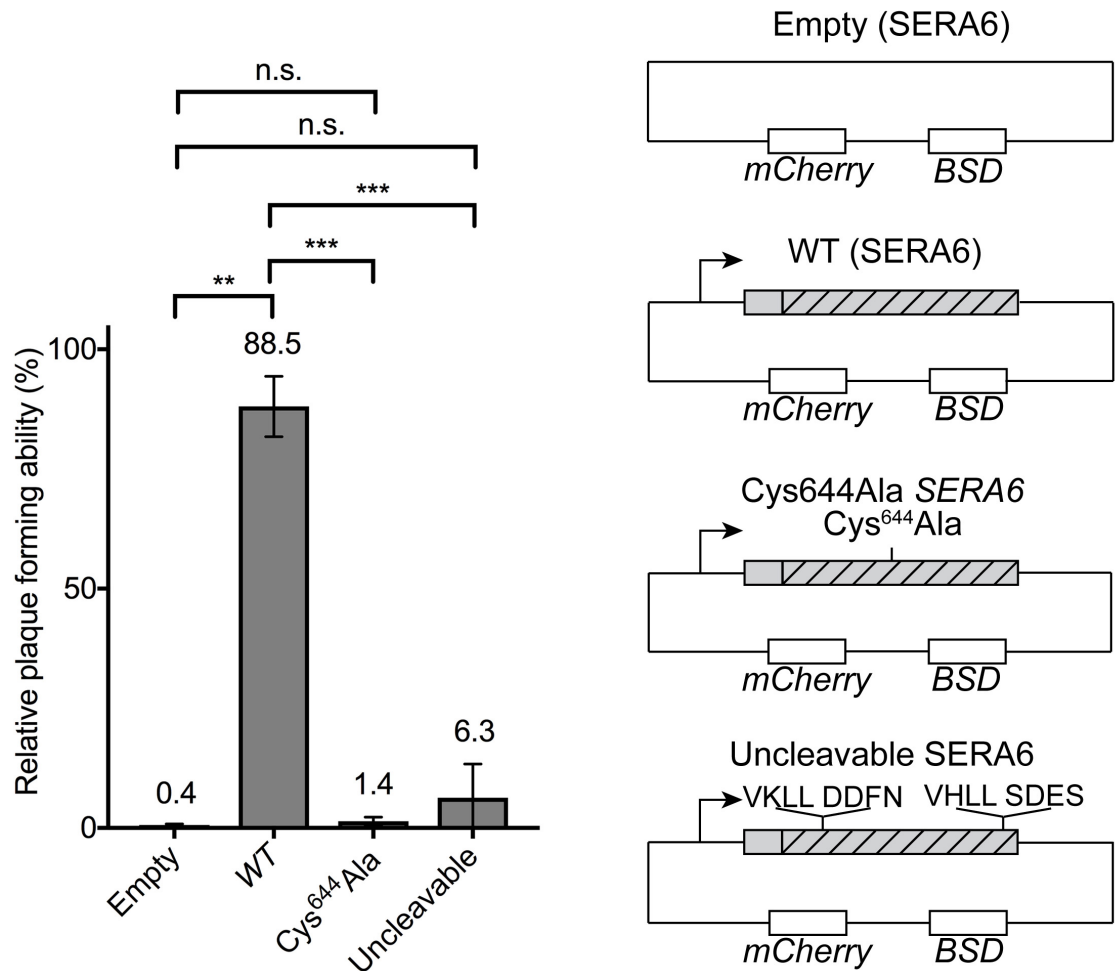 n.s.
n.s.
***
***
**
Relative plaque forming ability (%)
100
50
0
0.4
88.5
1.4
6.3
Empty
WT
Cys644Ala
Uncleavable
Empty (SERA6)
mCherry
BSD
WT (SERA6)
mCherry
BSD
Cys644Ala SERA6
Cys644Ala
mCherry
BSD
Uncleavable SERA6
VKLL DDFN VHLL SDES
mCherry
BSD